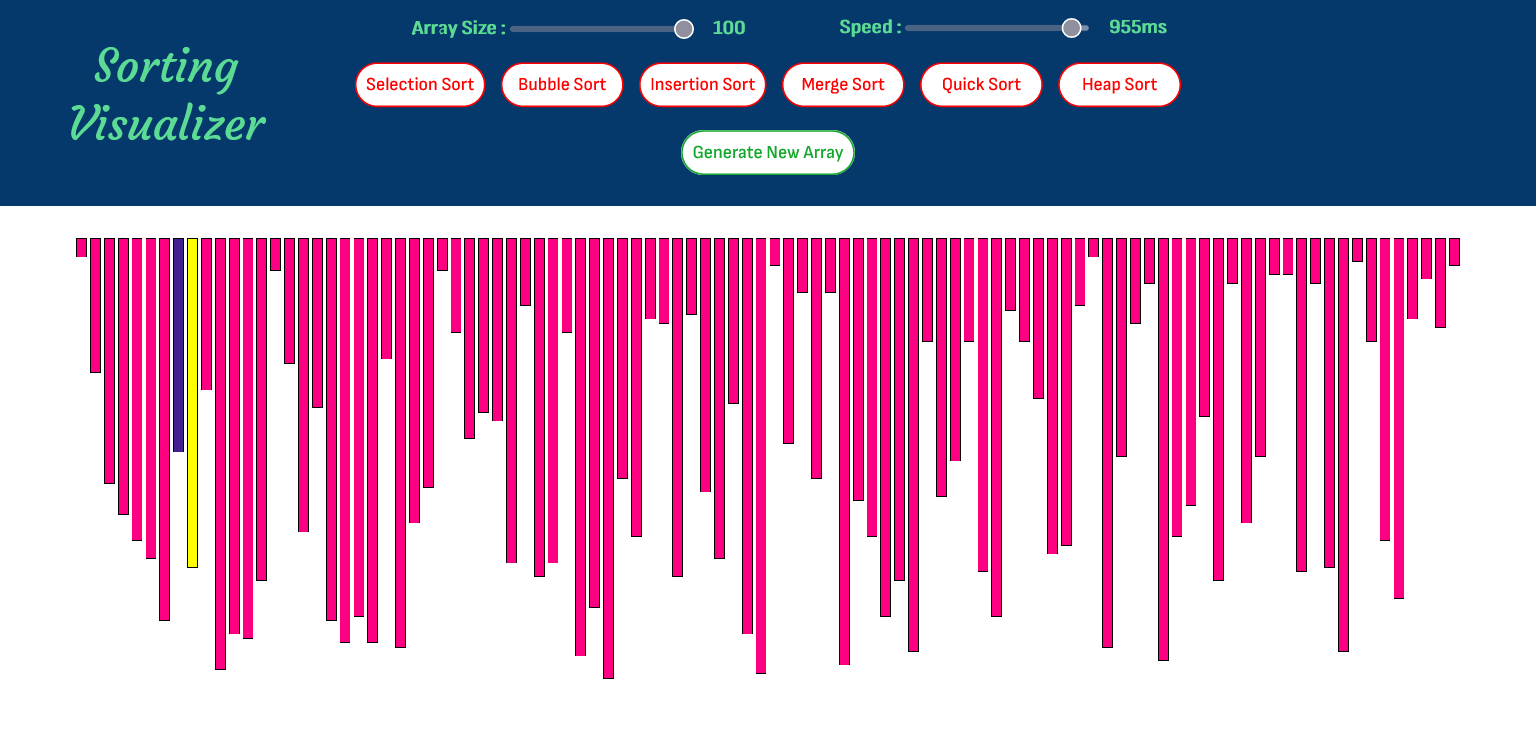 Array Size : 100 Speed : 955ms
Sorting
Visualizer
Selection Sort Bubble Sort Insertion Sort Merge Sort Quick Sort Heap Sort
Generate New Array